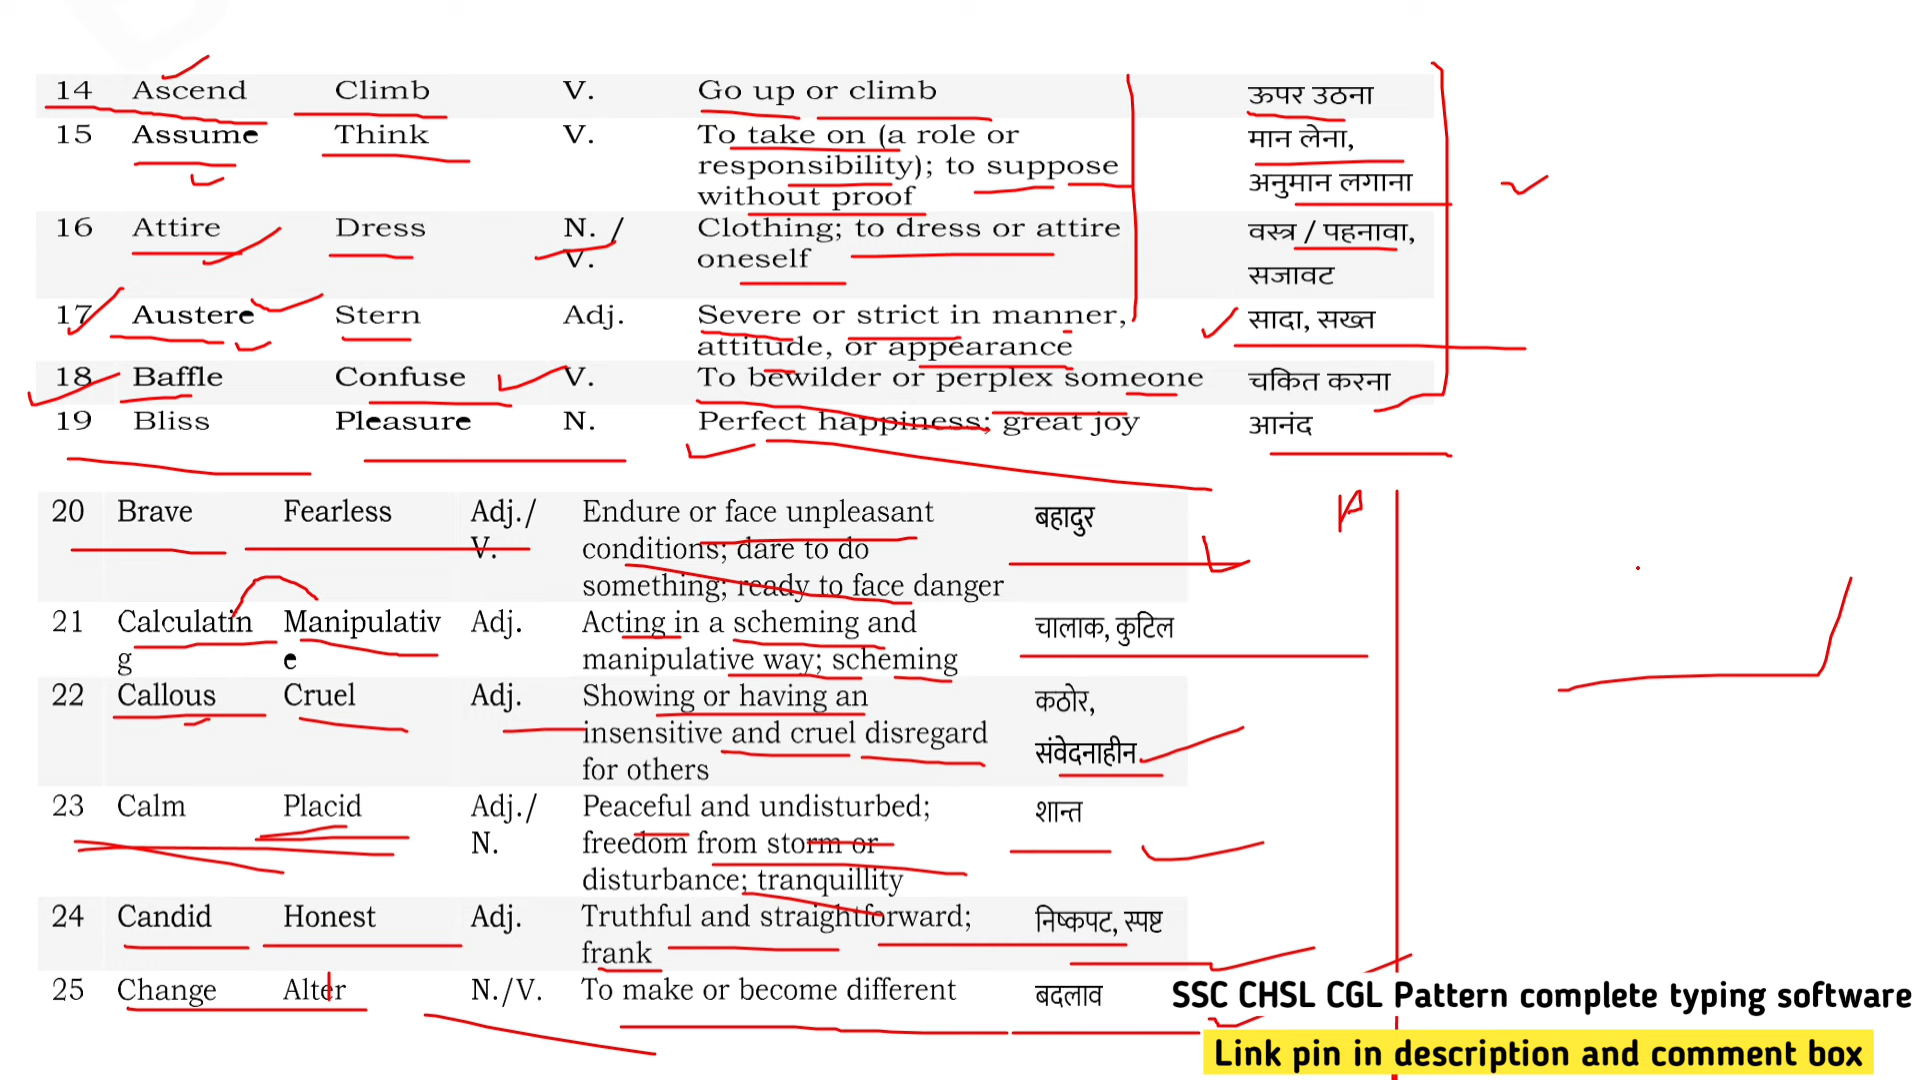 14 Ascend Climb V. Go up or climb ऊपर उठना
15 Assume Think V. To take on (a role or मान लेना,
responsibility); to suppose अनुमान लगाना
without proof
16 Attire Dress N. / Clothing; to dress or attire वस्त्र / पहनावा,
V. oneself सजावट
17 Austere Stern Adj. Severe or strict in manner, सादा, सख्त
attitude, or appearance
18 Baffle Confuse V. To bewilder or perplex someone चकित करना
19 Bliss Pleasure N. Perfect happiness; great joy आनंद
20 Brave Fearless Adj./ Endure or face unpleasant बहादुर
V. conditions; dare to do
something; ready to face danger
21 Calculatin Manipulativ Adj. Acting in a scheming and चालाक, कुटिल
g e manipulative way; scheming
22 Callous Cruel Adj. Showing or having an कठोर,
insensitive and cruel disregard संवेदनाहीन
for others
23 Calm Placid Adj./ Peaceful and undisturbed; शान्त
N. freedom from storm or
disturbance; tranquillity
24 Candid Honest Adj. Truthful and straightforward; निष्कपट, स्पष्ट
frank
25 Change Alter N./V. To make or become different बदलाव
SSC CHSL CGL Pattern complete typing software
Link pin in description and comment box